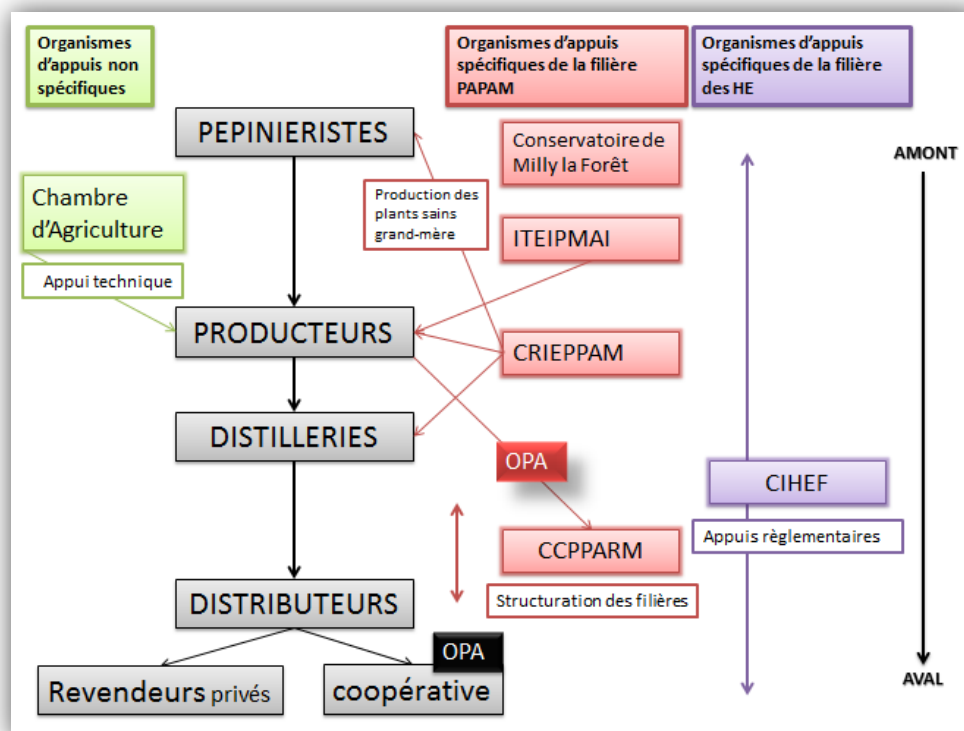 Organismes
d'appuis non
spécifiques
Organismes d'appuis
spécifiques de la filière
PAPAM
Organismes d'appuis
spécifiques de la filière
des HE
PEPINIERISTES
Conservatoire de
Milly la Forêt
AMONT
Chambre
d'Agriculture
Production des
plants sains
grand-mère
ITEIPMAI
Appui technique
PRODUCTEURS
CRIEPPAM
DISTILLERIES
OPA
CIHEF
Appuis règlementaires
CCPPARM
Structuration des filières
DISTRIBUTEURS
OPA
Revendeurs privés
coopérative
AVAL